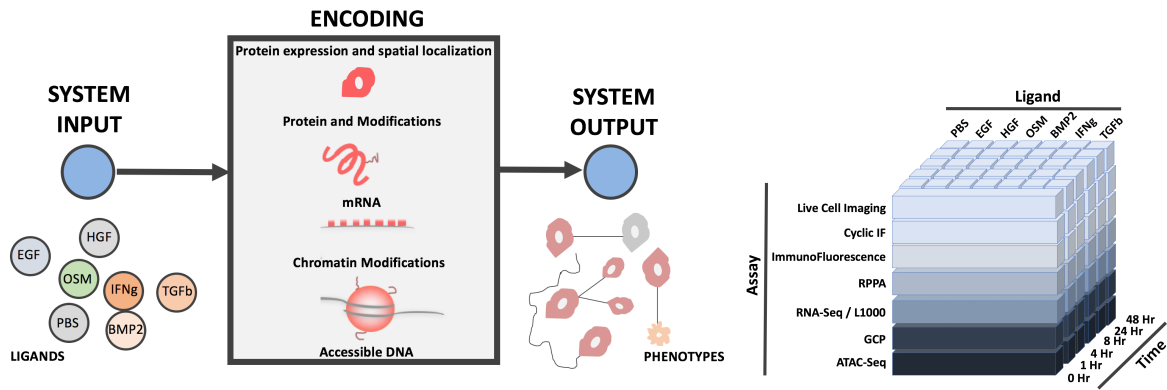 ENCODING
SYSTEM
INPUT
Protein expression and spatial localization
Protein and Modifications
mRNA
Chromatin Modifications
Accessible DNA
SYSTEM
OUTPUT
EGF
HGF
OSM
IFNg
TGFb
PBS
BMP2
LIGANDS
PHENOTYPES
Ligand
PBS
EGF
HGF
OSM
BMP2
IFNg
TGFb
Assay
Live Cell Imaging
Cyclic IF
ImmunoFluorescence
RPPA
RNA-Seq / L1000
GCP
ATAC-Seq
0 Hr
1 Hr
4 Hr
8 Hr
24 Hr
48 Hr
Time